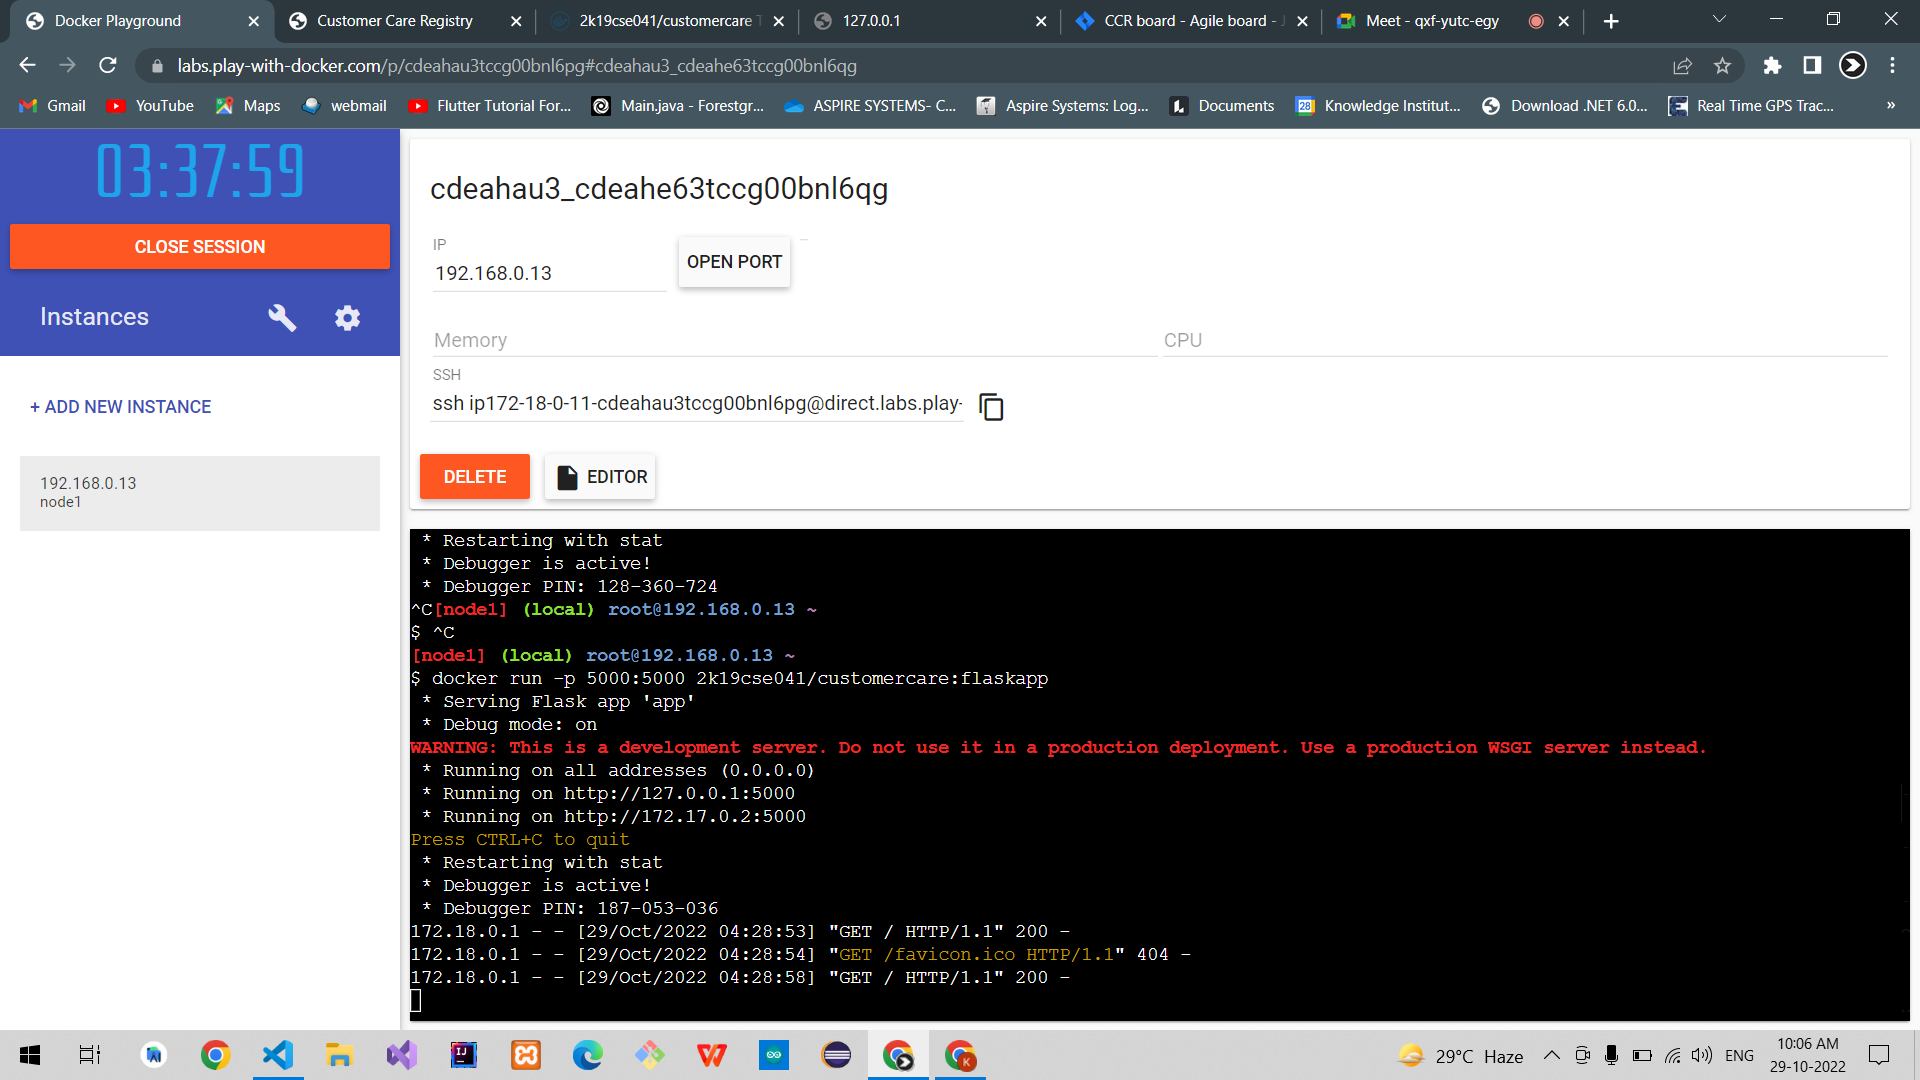 Docker Playground
Customer Care Registry
2k19cse041/customercare
127.0.0.1
CCR board - Agile board -
Meet - qxf-yutc-egy
labs.play-with-docker.com/p/cdeahau3tccg00bnl6pg#cdeahau3_cdeahe63tccg00bnl6qg
Gmail
YouTube
Maps
webmail
Flutter Tutorial For...
Main.java - Forestgr...
ASPIRE SYSTEMS- C...
Aspire Systems: Log...
Documents
28
Knowledge Institut...
Download .NET 6.0...
Real Time GPS Trac...
»
03:37:59
CLOSE SESSION
Instances
+ ADD NEW INSTANCE
192.168.0.13
node1
cdeahau3_cdeahe63tccg00bnl6qg
IP
192.168.0.13
OPEN PORT
Memory
CPU
SSH
ssh ip172-18-0-11-cdeahau3tccg00bnl6pg@direct.labs.play-
DELETE
EDITOR
* Restarting with stat
* Debugger is active!
* Debugger PIN: 128-360-724
^C[node1] (local) root@192.168.0.13 ~
$ ^C
[node1] (local) root@192.168.0.13 ~
$ docker run -p 5000:5000 2k19cse041/customercare:flaskapp
* Serving Flask app 'app'
* Debug mode: on
WARNING: This is a development server. Do not use it in a production deployment. Use a production WSGI server instead.
* Running on all addresses (0.0.0.0)
* Running on http://127.0.0.1:5000
* Running on http://172.17.0.2:5000
Press CTRL+C to quit
* Restarting with stat
* Debugger is active!
* Debugger PIN: 187-053-036
172.18.0.1 - - [29/Oct/2022 04:28:53] "GET / HTTP/1.1" 200 -
172.18.0.1 - - [29/Oct/2022 04:28:54] "GET /favicon.ico HTTP/1.1" 404 -
172.18.0.1 - - [29/Oct/2022 04:28:58] "GET / HTTP/1.1" 200 -
29°C Haze
ENG
10:06 AM
29-10-2022